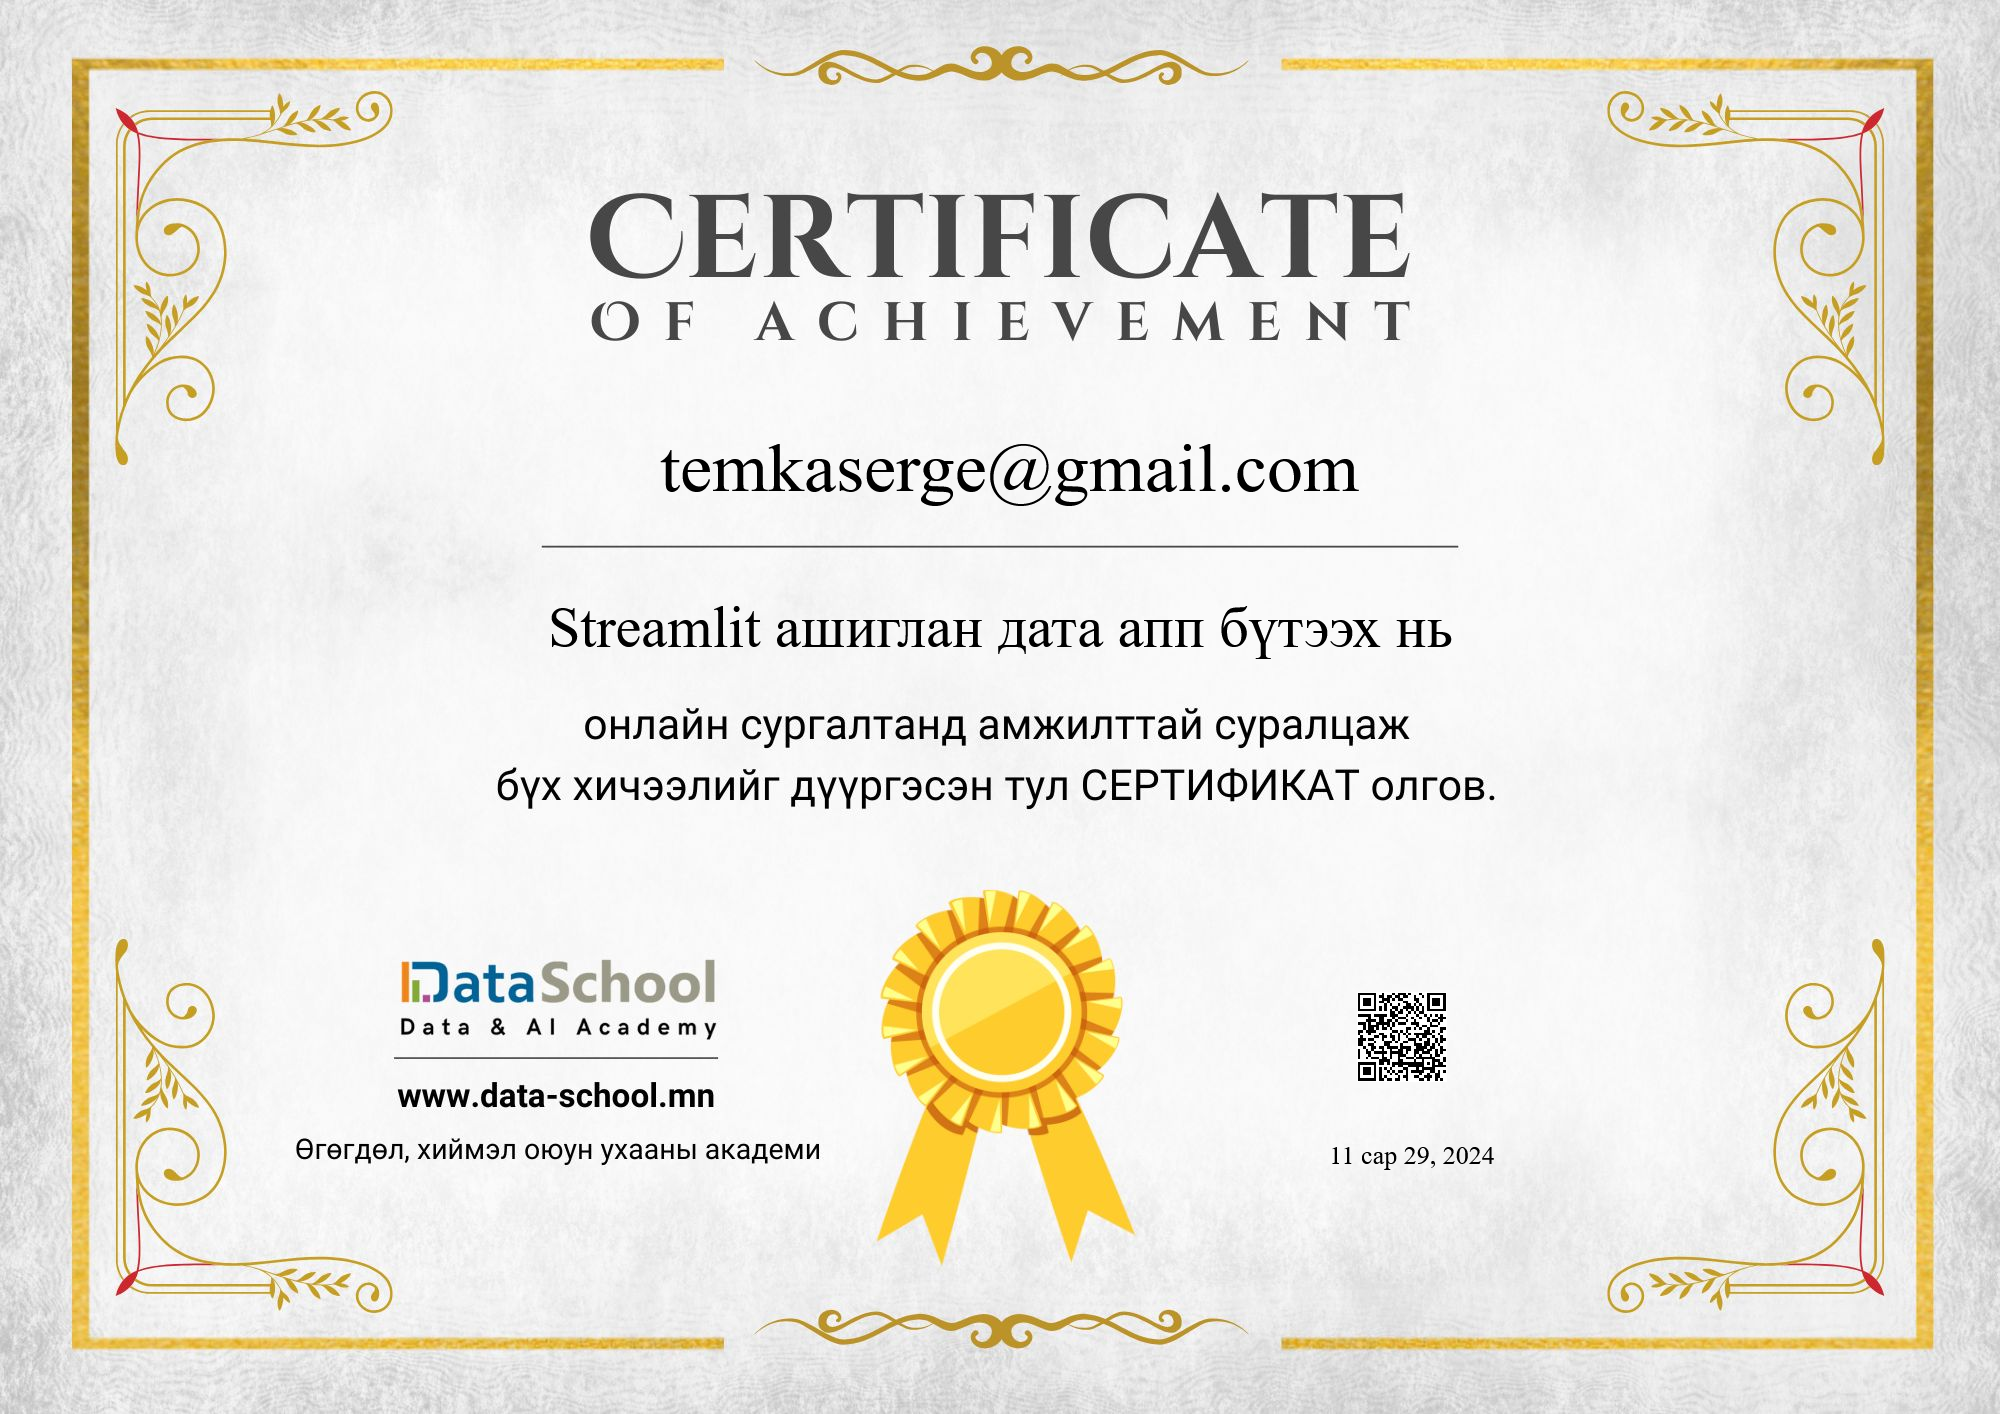 CERTIFICATE
OF ACHIEVEMENT
temkaserge@gmail.com
Streamlit ашиглан дата апп бүтээх нь
онлайн сургалтанд амжилттай суралцаж
бүх хичээлийг дүүргэсэн тул СЕРТИФИКАТ олгов.
DataSchool
Data & AI Academy
www.data-school.mn
Өгөгдөл, хиймэл оюун ухааны академи
11 сар 29, 2024